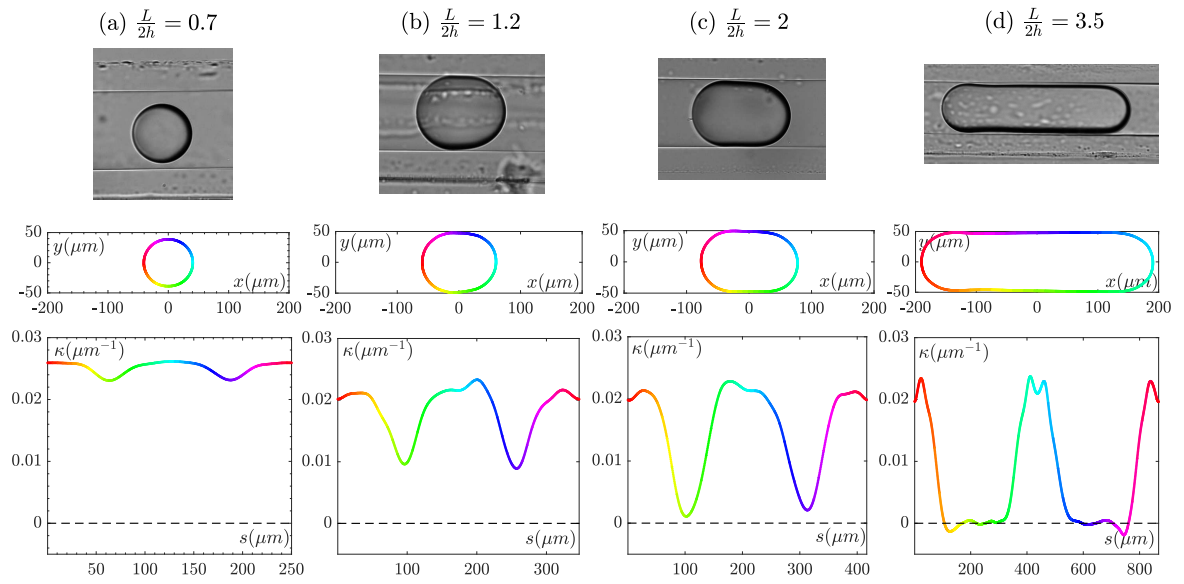 (a) L/2h = 0.7 (b) L/2h = 1.2 (c) L/2h = 2 (d) L/2h = 3.5
50 50 50 50
y(μm) y(μm) y(μm) y(μm)
0 0 0 0
x(μm) x(μm) x(μm) x(μm)
-50 -50 -50 -50
-200 -100 0 100 200 -200 -100 0 100 200 -200 -100 0 100 200 -200 -100 0 100 200
0.03 0.03 0.03 0.03
κ(μm⁻¹) κ(μm⁻¹) κ(μm⁻¹) κ(μm⁻¹)
0.02 0.02 0.02 0.02
0.01 0.01 0.01 0.01
0 0 0 0
s(μm) s(μm) s(μm) s(μm)
50 100 150 200 250 0 100 200 300 0 100 200 300 400 0 200 400 600 800